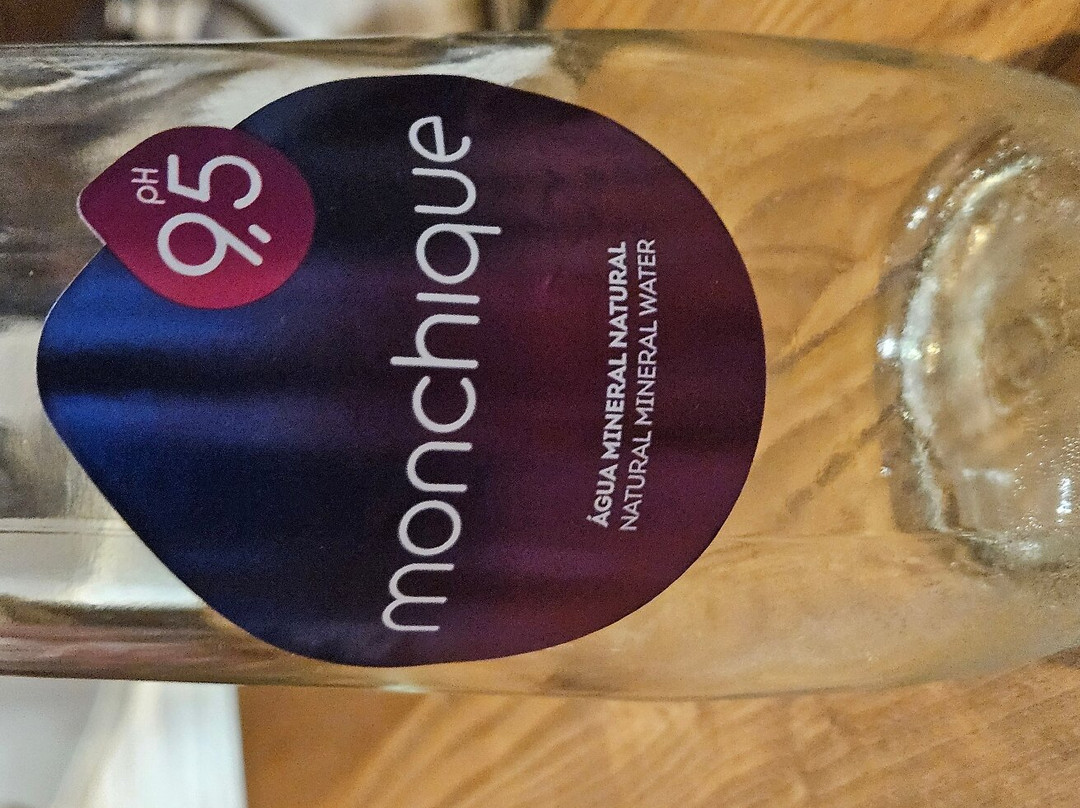 pH
9,5
monchique
ÁGUA MINERAL NATURAL
NATURAL MINERAL WATER